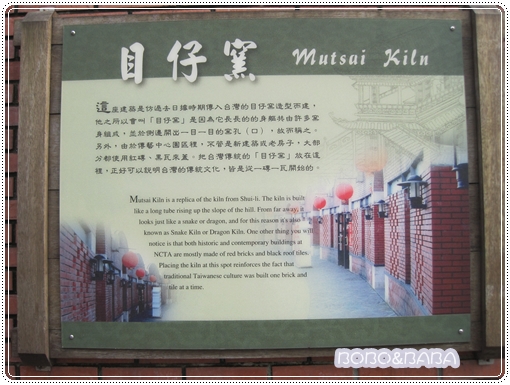 目仔窯 Mutsai Kiln
這座建築是仿過去日據時期傳入台灣的目仔窯造型而建，
他之所以會叫「目仔窯」是因為它長長的的身軀共由許多窯
身組成，並於側邊開出一目一目的窯孔（口），故而稱之。
另外，由於傳藝中心園區裡，不管是新建築或老房子，大部
分都使用紅磚、黑瓦來蓋。把台灣傳統的「目仔窯」放在這
裡，正好可以說明台灣的傳統文化，皆是從一磚一瓦開始的。
Mutsai Kiln is a replica of the kiln from Shui-li. The kiln is built
like a long tube rising up the slope of the hill. From far away, it
looks just like a snake or dragon, and for this reason it's also
known as Snake Kiln or Dragon Kiln. One other thing you will
notice is that both historic and contemporary buildings at
NCTA are mostly made of red bricks and black roof tiles.
Placing the kiln at this spot reinforces the fact that
traditional Taiwanese culture was built one brick and
tile at a time.
BOBO&BABA